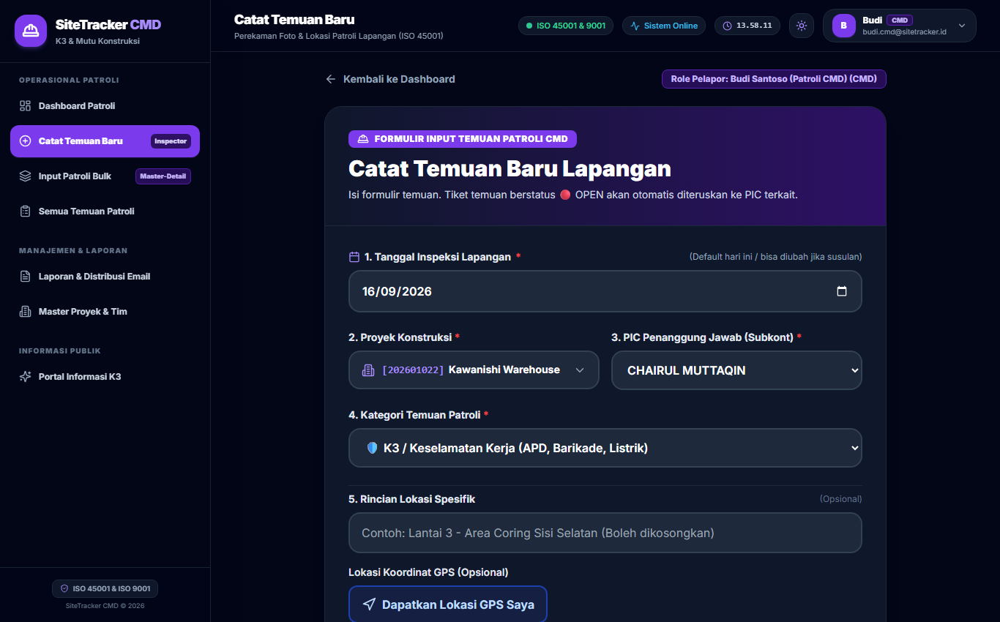 SiteTracker CMD
K3 & Mutu Konstruksi
OPERASIONAL PATROLI
Dashboard Patroli
Catat Temuan Baru
Inspector
Input Patroli Bulk
Master-Detail
Semua Temuan Patroli
MANAJEMEN & LAPORAN
Laporan & Distribusi Email
Master Proyek & Tim
INFORMASI PUBLIK
Portal Informasi K3
ISO 45001 & ISO 9001
SiteTracker CMD © 2026
Catat Temuan Baru
Perekaman Foto & Lokasi Patroli Lapangan (ISO 45001)
ISO 45001 & 9001
Sistem Online
13.58.11
B
Budi CMD
budi.cmd@sitetracker.id
Kembali ke Dashboard
Role Pelapor: Budi Santoso (Patroli CMD) (CMD)
FORMULIR INPUT TEMUAN PATROLI CMD
Catat Temuan Baru Lapangan
Isi formulir temuan. Tiket temuan berstatus 🔴 OPEN akan otomatis diteruskan ke PIC terkait.
1. Tanggal Inspeksi Lapangan *
(Default hari ini / bisa diubah jika susulan)
16/09/2026
2. Proyek Konstruksi *
[202601022] Kawanishi Warehouse
3. PIC Penanggung Jawab (Subkont) *
CHAIRUL MUTTAQIN
4. Kategori Temuan Patroli *
K3 / Keselamatan Kerja (APD, Barikade, Listrik)
5. Rincian Lokasi Spesifik
(Opsional)
Contoh: Lantai 3 - Area Coring Sisi Selatan (Boleh dikosongkan)
Lokasi Koordinat GPS (Opsional)
Dapatkan Lokasi GPS Saya